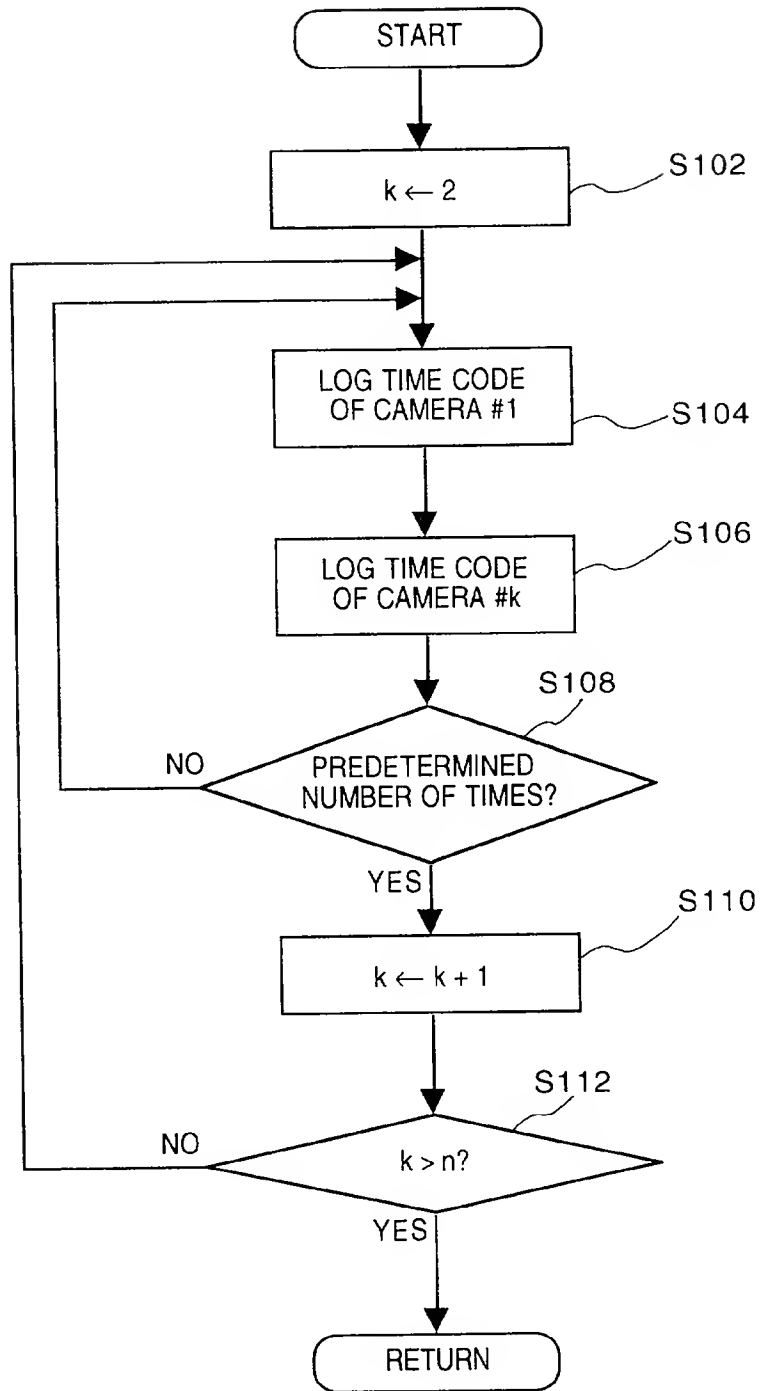 START
S102
k ← 2
LOG TIME CODE
OF CAMERA #1
S104
S106
LOG TIME CODE
OF CAMERA #k
S108
NO
PREDETERMINED
NUMBER OF TIMES?
YES
S110
k ← k + 1
S112
NO
k > n?
YES
RETURN